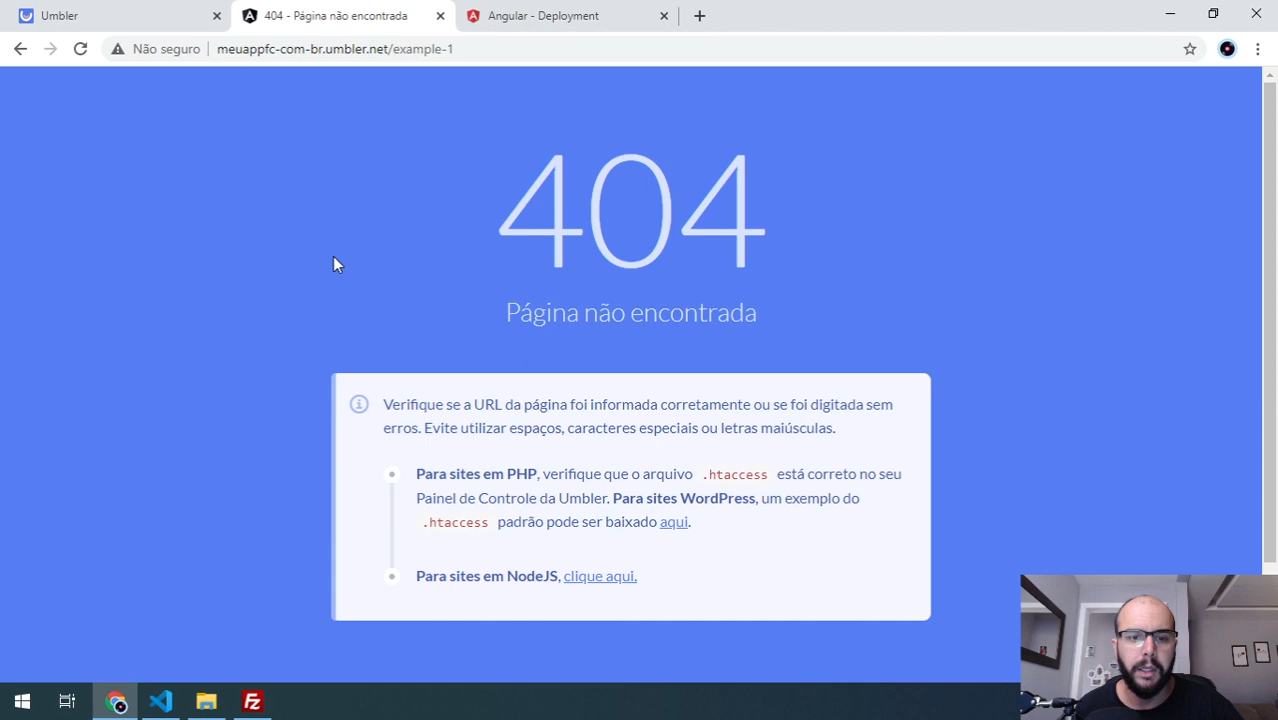 Umbler
404 - Página não encontrada
Angular - Deployment
Não seguro
meuappfc-com-br.umbler.net/example-1
404
Página não encontrada
Verifique se a URL da página foi informada corretamente ou se foi digitada sem
erros. Evite utilizar espaços, caracteres especiais ou letras maiúsculas.
Para sites em PHP, verifique que o arquivo .htaccess está correto no seu
Painel de Controle da Umbler. Para sites WordPress, um exemplo do
.htaccess padrão pode ser baixado aqui.
Para sites em NodeJS, clique aqui.